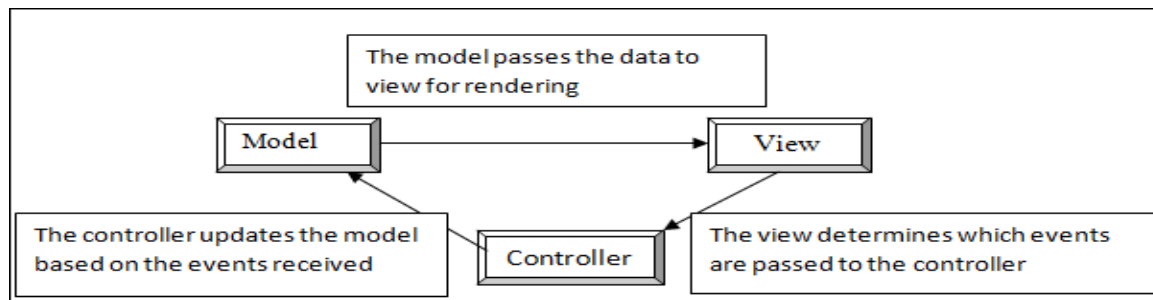 The model passes the data to
view for rendering
Model
View
The controller updates the model
based on the events received
Controller
The view determines which events
are passed to the controller